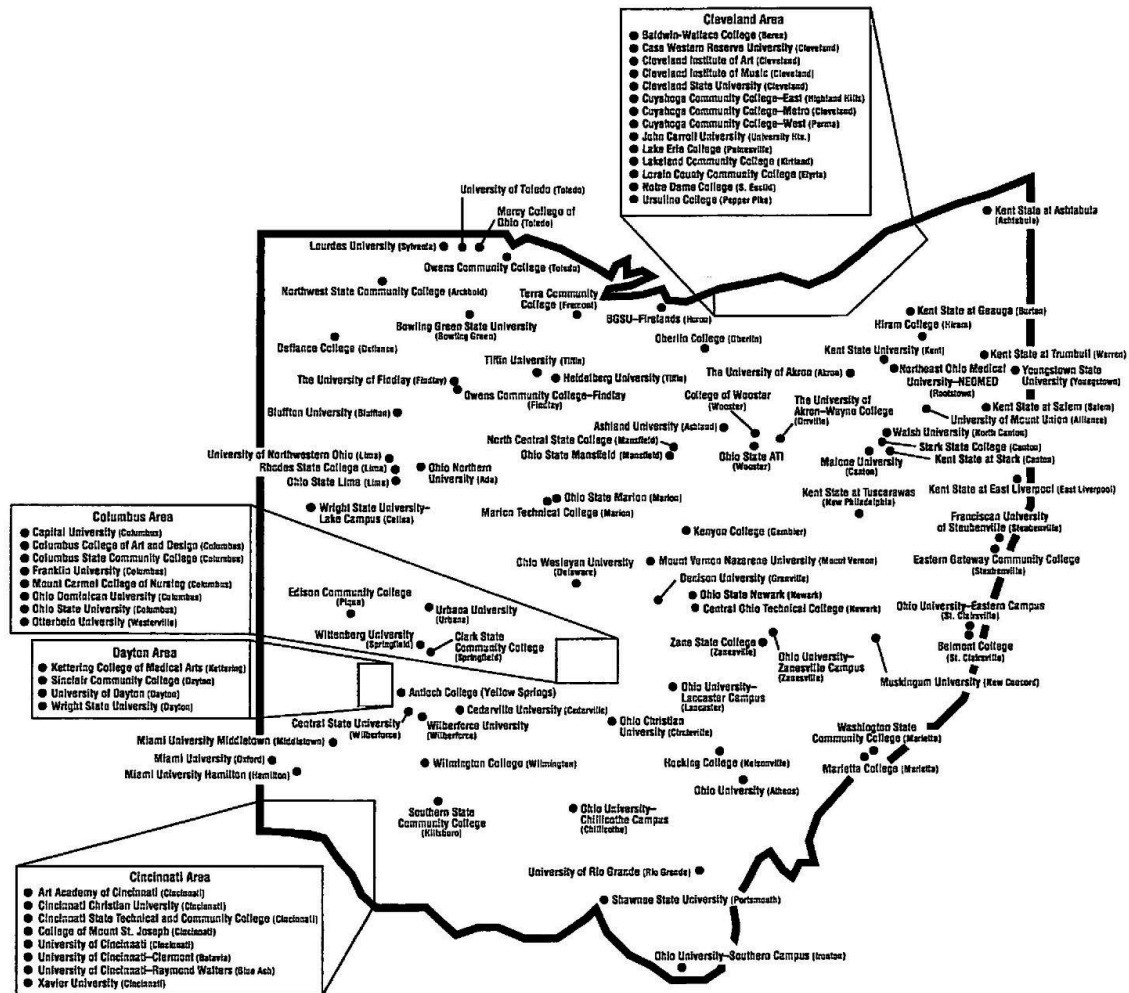 Cleveland Area
Baldwin-Wallace College (Berea)
Case Western Reserve University (Cleveland)
Cleveland Institute of Art (Cleveland)
Cleveland Institute of Music (Cleveland)
Cleveland State University (Cleveland)
Cuyahoga Community College–East (Highland Hills)
Cuyahoga Community College–Metro (Cleveland)
Cuyahoga Community College–West (Parma)
John Carroll University (University Hts.)
Lake Erie College (Painesville)
Lakeland Community College (Kirtland)
Lorain County Community College (Elyria)
Notre Dame College (S. Euclid)
Ursuline College (Pepper Pike)
University of Toledo (Toledo)
Mercy College of
Ohio (Toledo)
Kent State at Ashtabula
(Ashtabula)
Lourdes University (Sylvania)
Owens Community College (Toledo)
Northwest State Community College (Archbold)
Terra Community
College (Fremont)
BGSU–Firelands (Huron)
Bowling Green State University
(Bowling Green)
Kent State at Geauga (Burton)
Hiram College (Hiram)
Defiance College (Defiance)
Oberlin College (Oberlin)
Kent State University (Kent)
Kent State at Trumbull (Warren)
Tiffin University (Tiffin)
Heidelberg University (Tiffin)
The University of Akron (Akron)
Northeast Ohio Medical
University–NEOMED
(Rootstown)
Youngstown State
University (Youngstown)
The University of Findlay (Findlay)
Owens Community College–Findlay
(Findlay)
College of Wooster
(Wooster)
The University of
Akron–Wayne College
(Orrville)
Kent State at Salem (Salem)
University of Mount Union (Alliance)
Bluffton University (Bluffton)
Ashland University (Ashland)
Walsh University (North Canton)
North Central State College (Mansfield)
Ohio State Mansfield (Mansfield)
Ohio State ATI
(Wooster)
Stark State College (Canton)
Malone University
(Canton)
Kent State at Stark (Canton)
University of Northwestern Ohio (Lima)
Rhodes State College (Lima)
Ohio State Lima (Lima)
Ohio Northern
University (Ada)
Kent State at Tuscarawas
(New Philadelphia)
Kent State at East Liverpool (East Liverpool)
Ohio State Marion (Marion)
Marion Technical College (Marion)
Wright State University–
Lake Campus (Celina)
Franciscan University
of Steubenville (Steubenville)
Kenyon College (Gambier)
Eastern Gateway Community College
(Steubenville)
Columbus Area
Capital University (Columbus)
Columbus College of Art and Design (Columbus)
Columbus State Community College (Columbus)
Franklin University (Columbus)
Mount Carmel College of Nursing (Columbus)
Ohio Dominican University (Columbus)
Ohio State University (Columbus)
Otterbein University (Westerville)
Mount Vernon Nazarene University (Mount Vernon)
Ohio Wesleyan University
(Delaware)
Denison University (Granville)
Ohio State Newark (Newark)
Central Ohio Technical College (Newark)
Edison Community College
(Piqua)
Urbana University
(Urbana)
Ohio University–Eastern Campus
(St. Clairsville)
Wittenberg University
(Springfield)
Clark State
Community College
(Springfield)
Zane State College
(Zanesville)
Belmont College
(St. Clairsville)
Ohio University–
Zanesville Campus
(Zanesville)
Muskingum University (New Concord)
Dayton Area
Kettering College of Medical Arts (Kettering)
Sinclair Community College (Dayton)
University of Dayton (Dayton)
Wright State University (Dayton)
Antioch College (Yellow Springs)
Ohio University–
Lancaster Campus
(Lancaster)
Cedarville University (Cedarville)
Central State University
(Wilberforce)
Wilberforce University
(Wilberforce)
Ohio Christian
University (Circleville)
Washington State
Community College (Marietta)
Miami University Middletown (Middletown)
Miami University (Oxford)
Miami University Hamilton (Hamilton)
Wilmington College (Wilmington)
Hocking College (Nelsonville)
Marietta College (Marietta)
Ohio University (Athens)
Southern State
Community College
(Hillsboro)
Ohio University–
Chillicothe Campus
(Chillicothe)
University of Rio Grande (Rio Grande)
Cincinnati Area
Art Academy of Cincinnati (Cincinnati)
Cincinnati Christian University (Cincinnati)
Cincinnati State Technical and Community College (Cincinnati)
College of Mount St. Joseph (Cincinnati)
University of Cincinnati (Cincinnati)
University of Cincinnati–Clermont (Batavia)
University of Cincinnati–Raymond Walters (Blue Ash)
Xavier University (Cincinnati)
Shawnee State University (Portsmouth)
Ohio University–Southern Campus (Ironton)